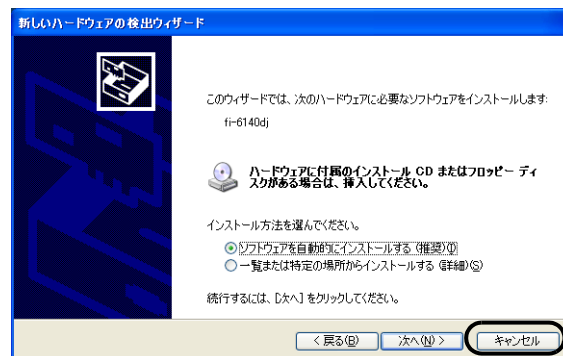 新しいハードウェアの検出ウィザード
このウィザードでは、次のハードウェアに必要なソフトウェアをインストールします:
fi-6140dj
ハードウェアに付属のインストール CD またはフロッピー ディ
スクがある場合は、挿入してください。
インストール方法を選んでください。
ソフトウェアを自動的にインストールする (推奨)(I)
一覧または特定の場所からインストールする (詳細)(S)
続行するには、[次へ] をクリックしてください。
< 戻る(B)
次へ(N) >
キャンセル